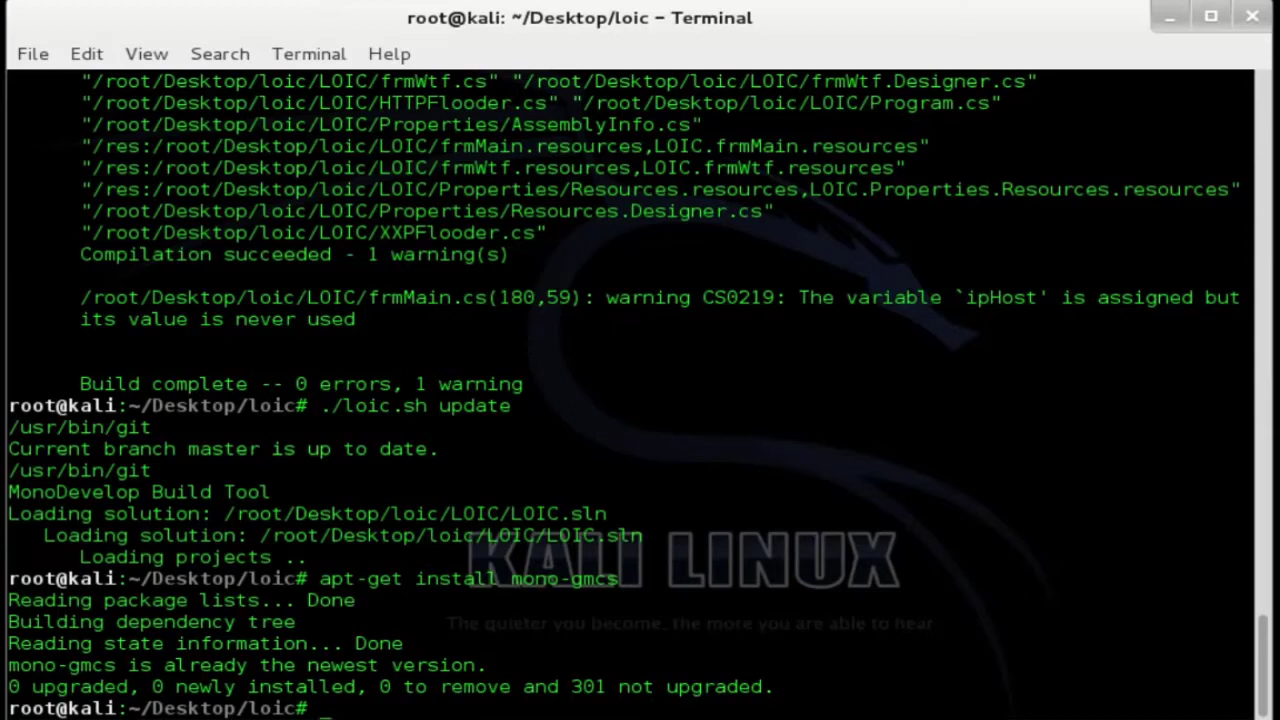 root@kali: ~/Desktop/loic – Terminal
File Edit View Search Terminal Help
"/root/Desktop/loic/LOIC/frmWtf.cs" "/root/Desktop/loic/LOIC/frmWtf.Designer.cs"
"/root/Desktop/loic/LOIC/HTTPFlooder.cs" "/root/Desktop/loic/LOIC/Program.cs"
"/root/Desktop/loic/LOIC/Properties/AssemblyInfo.cs"
"/res:/root/Desktop/loic/LOIC/frmMain.resources,LOIC.frmMain.resources"
"/res:/root/Desktop/loic/LOIC/frmWtf.resources,LOIC.frmWtf.resources"
"/res:/root/Desktop/loic/LOIC/Properties/Resources.resources,LOIC.Properties.Resources.resources"
"/root/Desktop/loic/LOIC/Properties/Resources.Designer.cs"
"/root/Desktop/loic/LOIC/XXPFlooder.cs"
Compilation succeeded - 1 warning(s)
/root/Desktop/loic/LOIC/frmMain.cs(180,59): warning CS0219: The variable `ipHost' is assigned but
its value is never used
Build complete -- 0 errors, 1 warning
root@kali:~/Desktop/loic# ./loic.sh update
/usr/bin/git
Current branch master is up to date.
/usr/bin/git
MonoDevelop Build Tool
Loading solution: /root/Desktop/loic/LOIC/LOIC.sln
Loading solution: /root/Desktop/loic/LOIC/LOIC.sln
Loading projects ..
root@kali:~/Desktop/loic# apt-get install mono-gmcs
Reading package lists... Done
Building dependency tree
Reading state information... Done
mono-gmcs is already the newest version.
0 upgraded, 0 newly installed, 0 to remove and 301 not upgraded.
root@kali:~/Desktop/loic# _
KALI LINUX
The quieter you become, the more you are able to hear